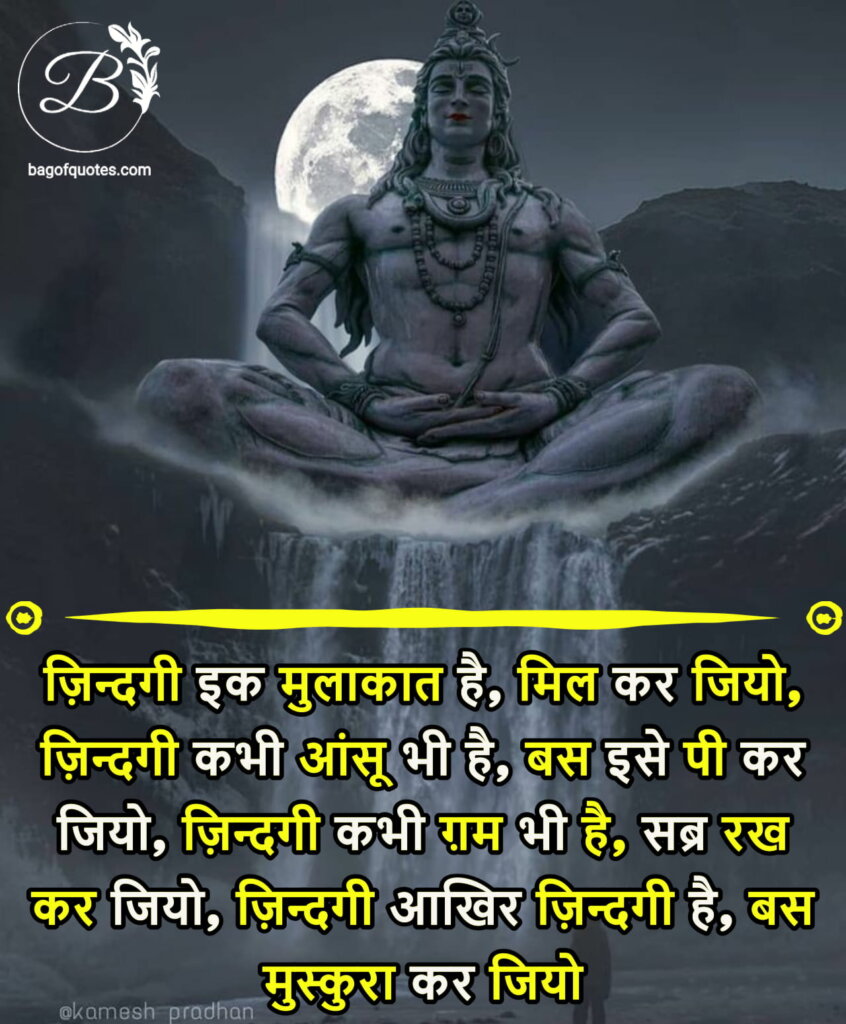 B
bagofquotes.com
ज़िन्दगी इक मुलाकात है, मिल कर जियो,
ज़िन्दगी कभी आंसू भी है, बस इसे पी कर
जियो, ज़िन्दगी कभी ग़म भी है, सब्र रख
कर जियो, ज़िन्दगी आखिर ज़िन्दगी है, बस
मुस्कुरा कर जियो
@kamesh_pradhan